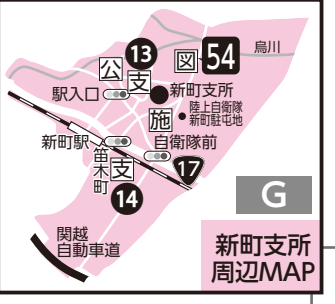 13
図 54
烏川
公 支
駅入口
新町支所
施
陸上自衛隊
新町駐屯地
新町駅
自衛隊前
笛木町
支
17
14
G
関越
自動車道
新町支所
周辺MAP